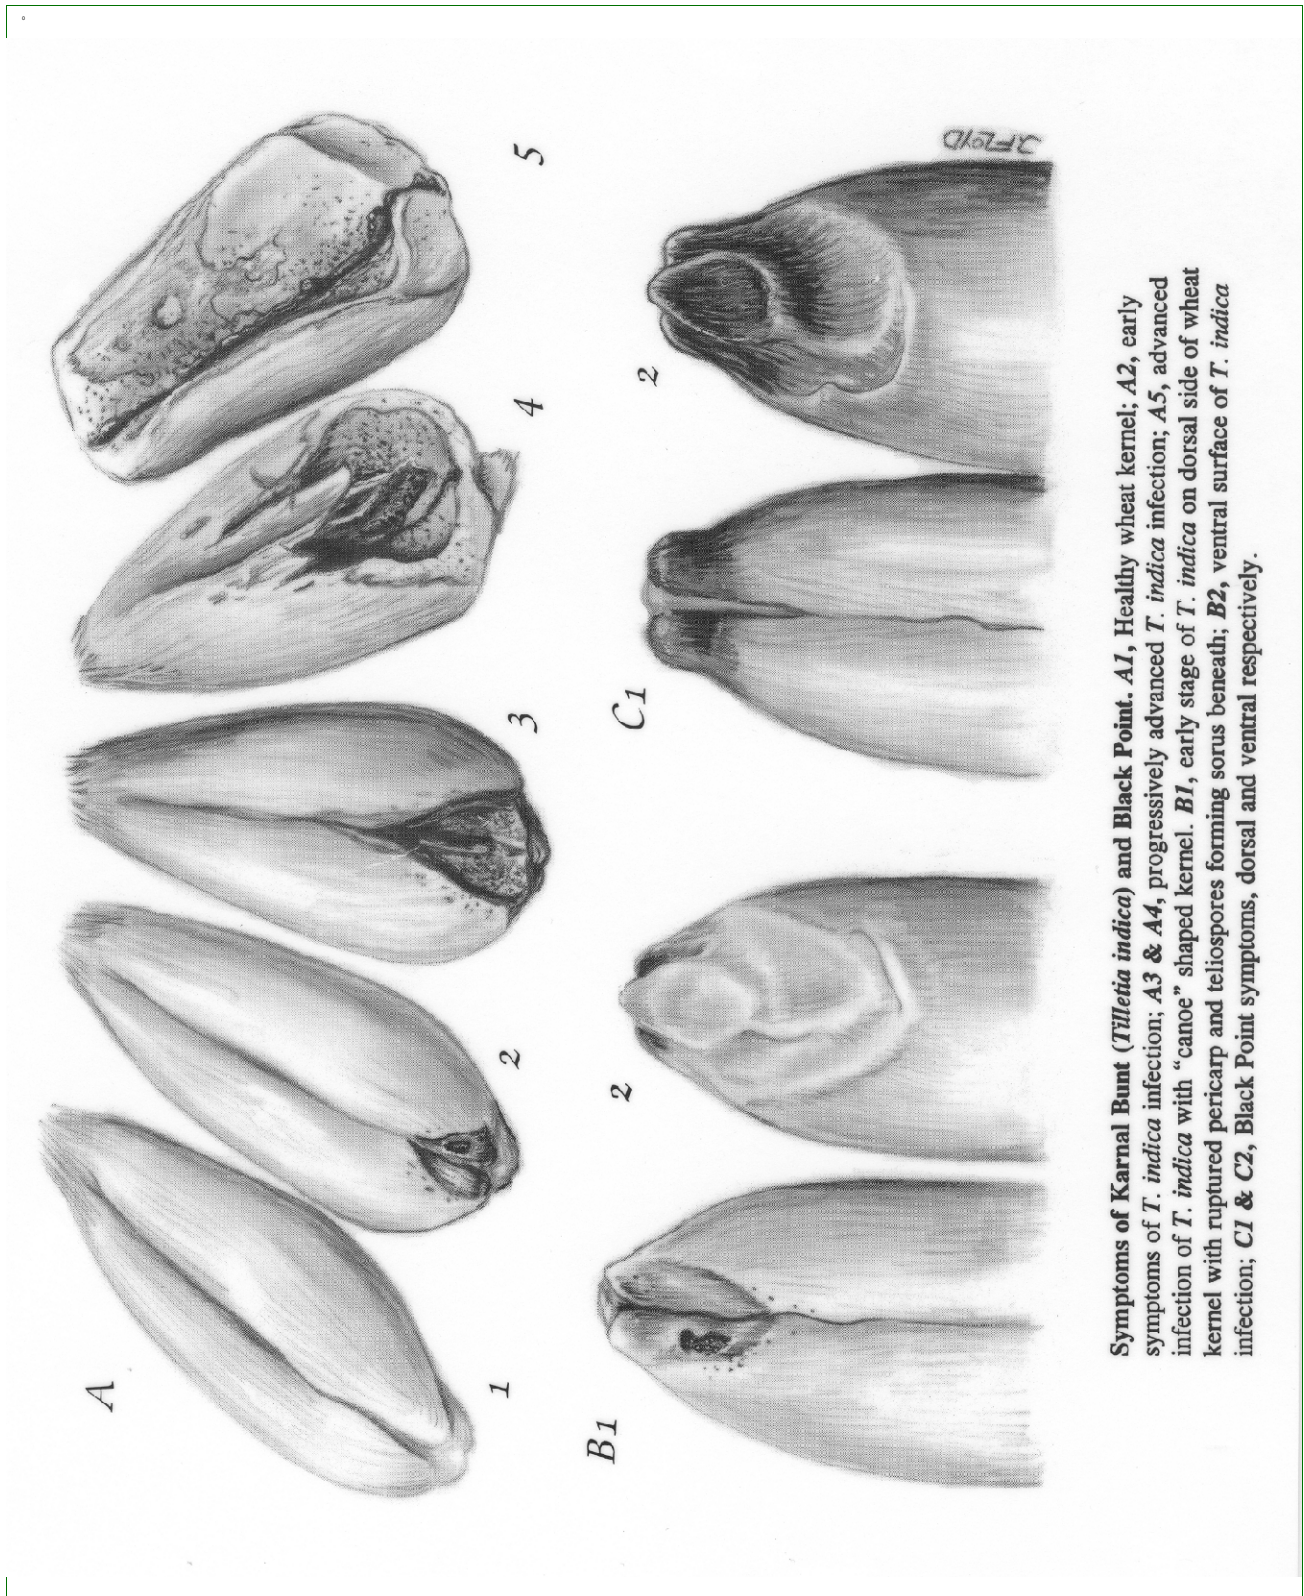 A
1
2
3
4
5
B1
2
C1
2
J.FLOYD
Symptoms of Karnal Bunt (Tilletia indica) and Black Point. A1, Healthy wheat kernel; A2, early
symptoms of T. indica infection; A3 & A4, progressively advanced T. indica infection; A5, advanced
infection of T. indica with “canoe” shaped kernel. B1, early stage of T. indica on dorsal side of wheat
kernel with ruptured pericarp and teliospores forming sorus beneath; B2, ventral surface of T. indica
infection; C1 & C2, Black Point symptoms, dorsal and ventral respectively.